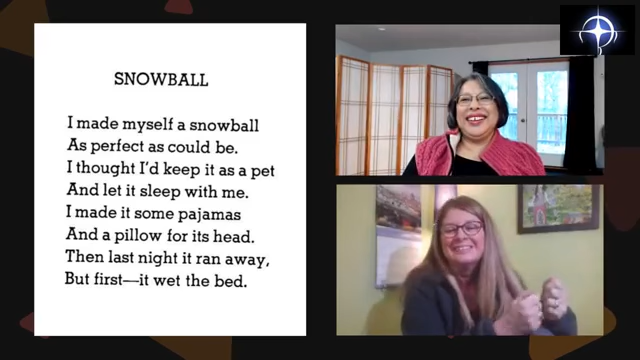 SNOWBALL
I made myself a snowball
As perfect as could be.
I thought I'd keep it as a pet
And let it sleep with me.
I made it some pajamas
And a pillow for its head.
Then last night it ran away,
But first—it wet the bed.